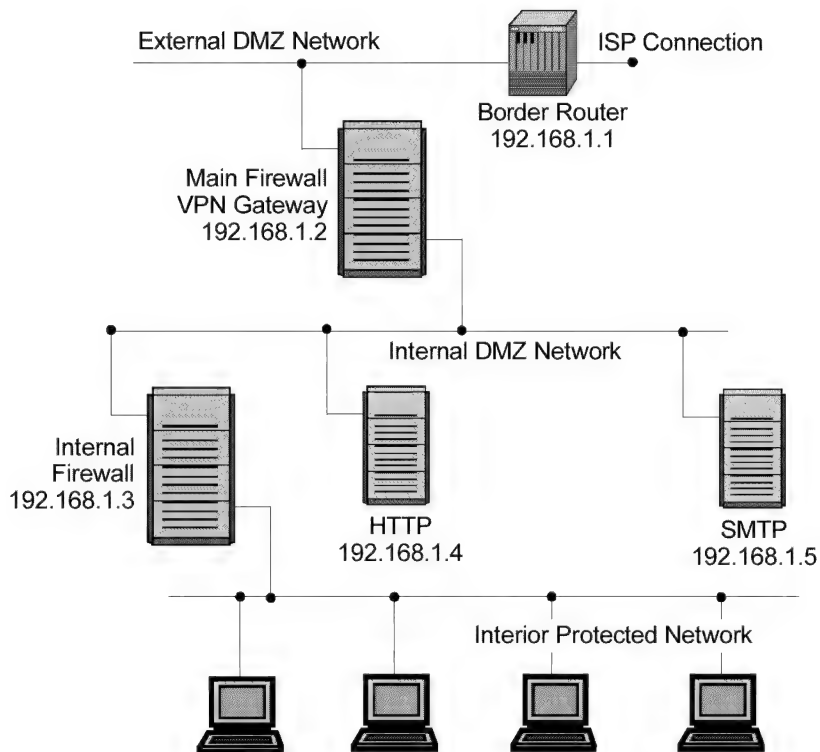 External DMZ Network
ISP Connection
Border Router
192.168.1.1
Main Firewall
VPN Gateway
192.168.1.2
Internal DMZ Network
Internal
Firewall
192.168.1.3
HTTP
192.168.1.4
SMTP
192.168.1.5
Interior Protected Network